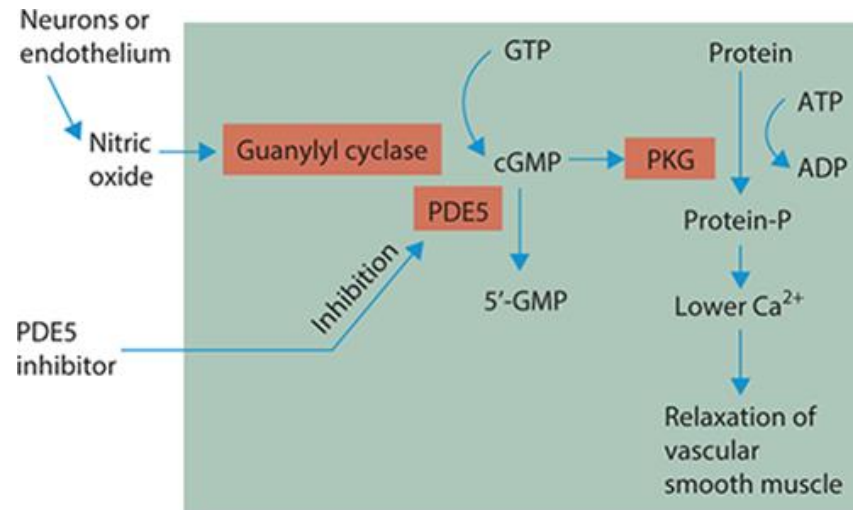 Neurons or
endothelium
Nitric
oxide
Guanylyl cyclase
GTP
cGMP
PDE5
5′-GMP
Inhibition
PDE5
inhibitor
PKG
Protein
ATP
ADP
Protein-P
Lower Ca²⁺
Relaxation of
vascular
smooth muscle